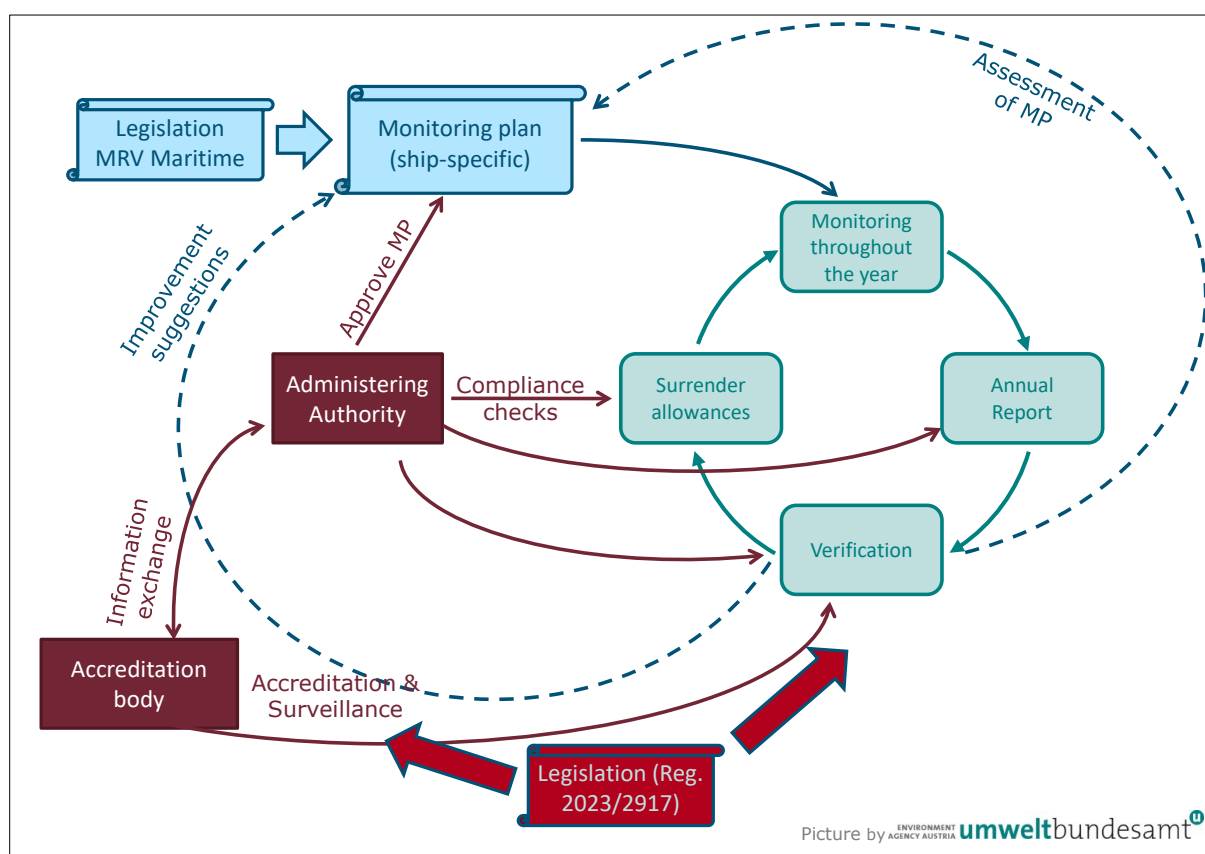 Assessment
of MP
Legislation
MRV Maritime
Monitoring plan
(ship-specific)
Improvement
suggestions
Approve MP
Monitoring
throughout
the year
Administering
Authority
Compliance
checks
Surrender
allowances
Annual
Report
Information
exchange
Verification
Accreditation
body
Accreditation &
Surveillance
Legislation (Reg.
2023/2917)
Picture by ENVIRONMENT AGENCY AUSTRIA umweltbundesamt u